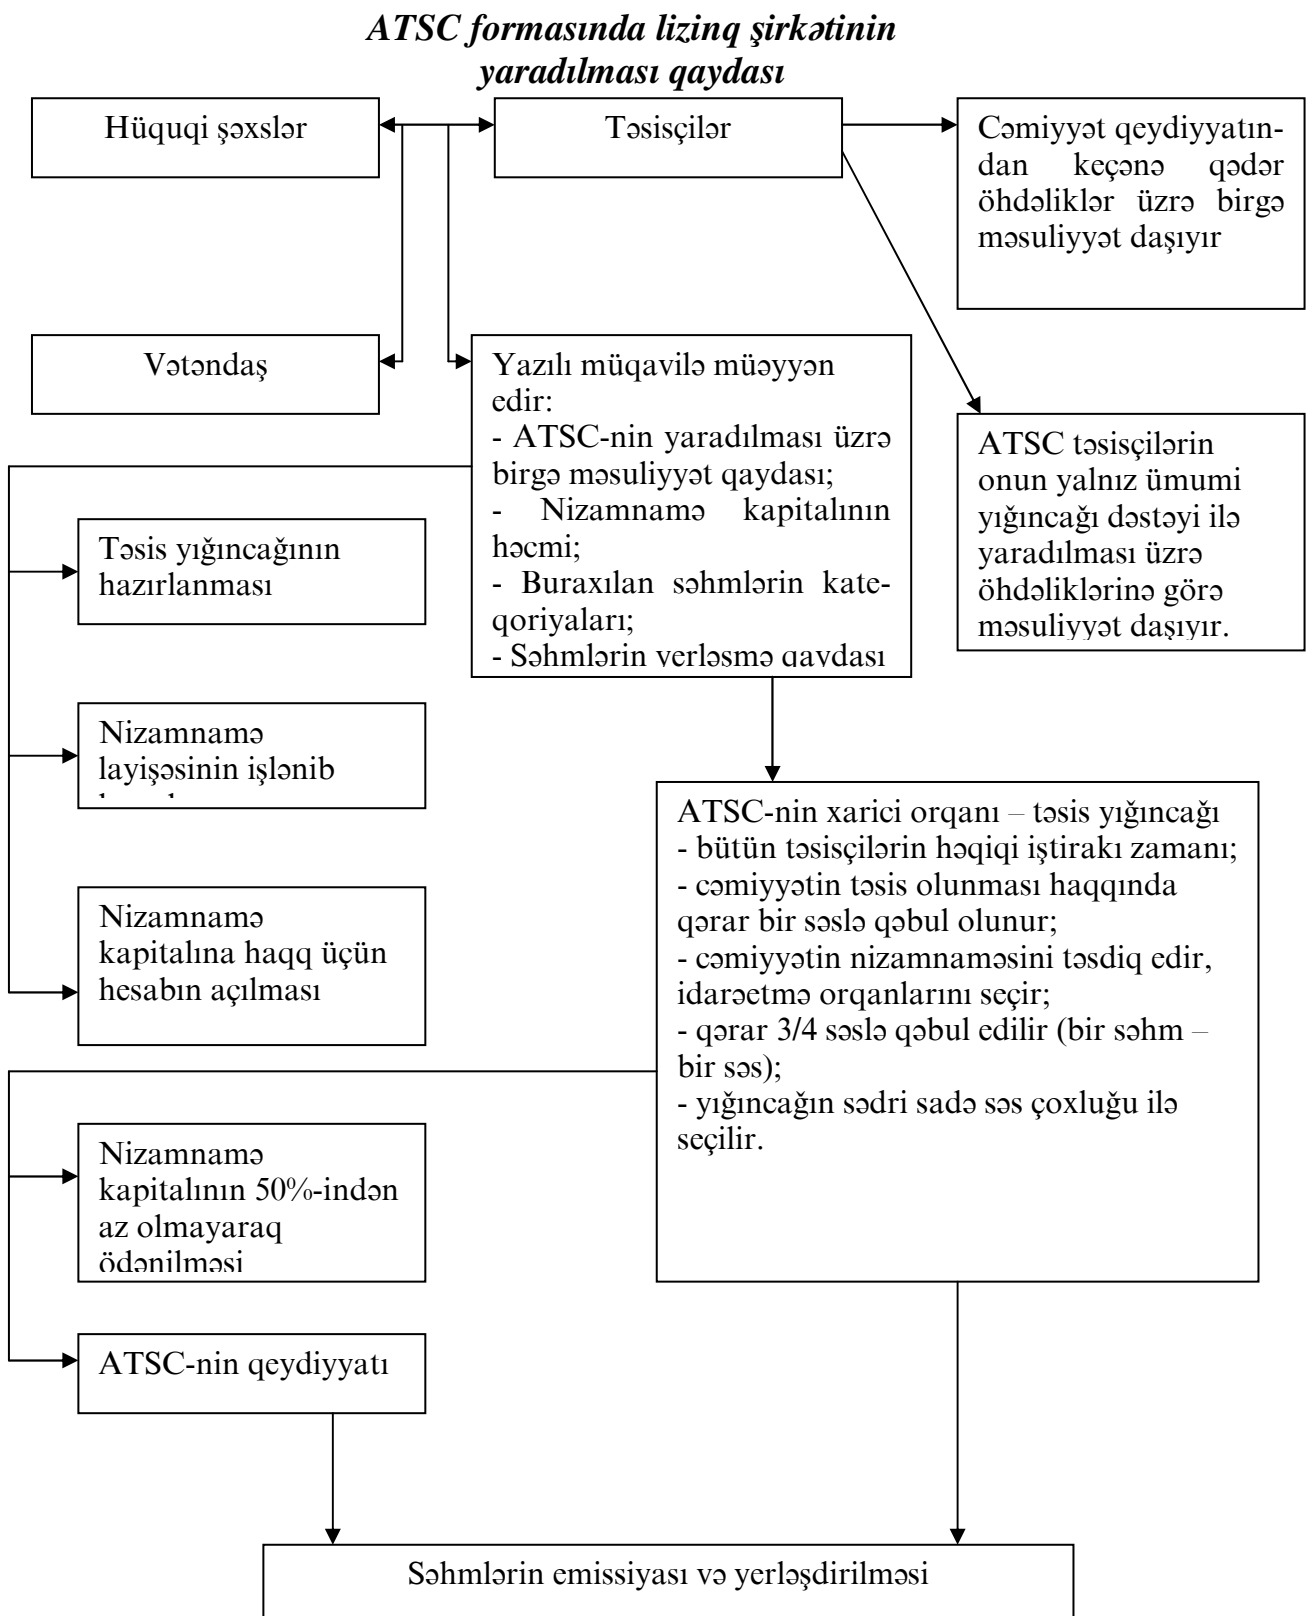 ATSC formasında lizinq şirkətinin
yaradılması qaydası
Hüquqi şəxslər
Təsisçilər
Cəmiyyət qeydiyyatın-
dan keçənə qədər
öhdəliklər üzrə birgə
məsuliyyət daşıyır
Vətəndaş
Yazılı müqavilə müəyyən
edir:
- ATSC-nin yaradılması üzrə
birgə məsuliyyət qaydası;
- Nizamnamə kapitalının
həcmi;
- Buraxılan səhmlərin kate-
qoriyaları;
- Səhmlərin yerləşmə qaydası
ATSC təsisçilərin
onun yalnız ümumi
yığıncağı dəstəyi ilə
yaradılması üzrə
öhdəliklərinə görə
məsuliyyət daşıyır.
Təsis yığıncağının
hazırlanması
Nizamnamə
layişəsinin işlənib
Nizamnamə
kapitalına haqq üçün
hesabın açılması
ATSC-nin xarici orqanı – təsis yığıncağı
- bütün təsisçilərin həqiqi iştirakı zamanı;
- cəmiyyətin təsis olunması haqqında
qərar bir səslə qəbul olunur;
- cəmiyyətin nizamnaməsini təsdiq edir,
idarəetmə orqanlarını seçir;
- qərar 3/4 səslə qəbul edilir (bir səhm –
bir səs);
- yığıncağın sədri sadə səs çoxluğu ilə
seçilir.
Nizamnamə
kapitalının 50%-indən
az olmayaraq
ödənilməsi
ATSC-nin qeydiyyatı
Səhmlərin emissiyası və yerləşdirilməsi